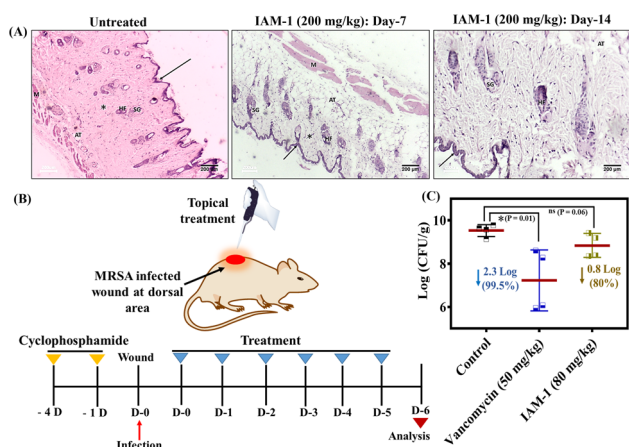 (A)
Untreated
IAM-1 (200 mg/kg): Day-7
IAM-1 (200 mg/kg): Day-14
M
*
HF
SG
AT
200 µm
M
SG
AT
*
HF
200 µm
AT
SG
HF
200 µm
(B)
Topical
treatment
MRSA infected
wound at dorsal
area
Cyclophosphamide
Wound
Treatment
- 4 D
- 1 D
D-0
D-0
D-1
D-2
D-3
D-4
D-5
D-6
Infection
Analysis
(C)
ns (P = 0.06)
*(P = 0.01)
Log (CFU/g)
10
8
6
2.3 Log
(99.5%)
0.8 Log
(80%)
Control
Vancomycin (50 mg/kg)
IAM-1 (80 mg/kg)